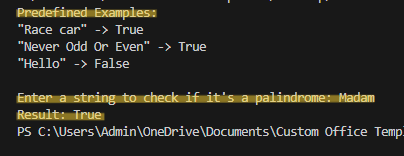 Predefined Examples:
"Race car" -> True
"Never Odd Or Even" -> True
"Hello" -> False
Enter a string to check if it's a palindrome: Madam
Result: True
PS C:\Users\Admin\OneDrive\Documents\Custom Office Templ